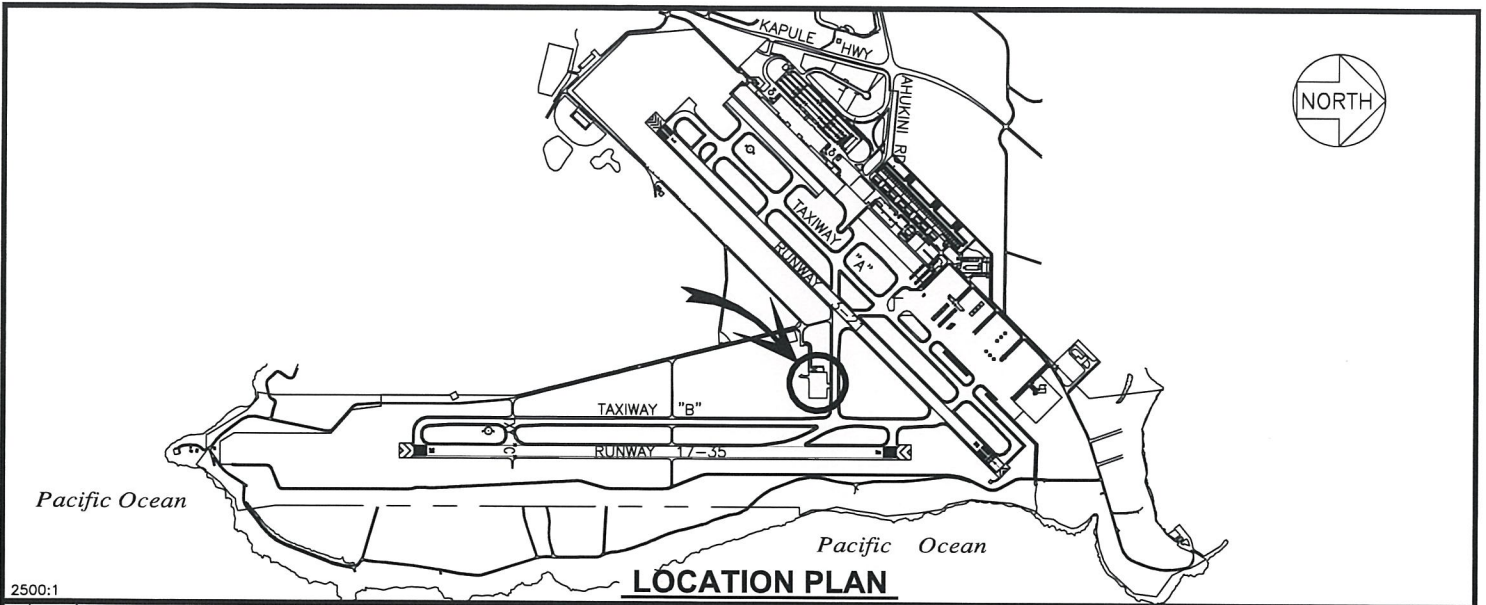 KAPULE HWY
NORTH
AHUKINI RD
TAXIWAY "A"
RUNWAY
TAXIWAY "B"
"C"
RUNWAY 17-35
Pacific Ocean
Pacific Ocean
2500:1
LOCATION PLAN